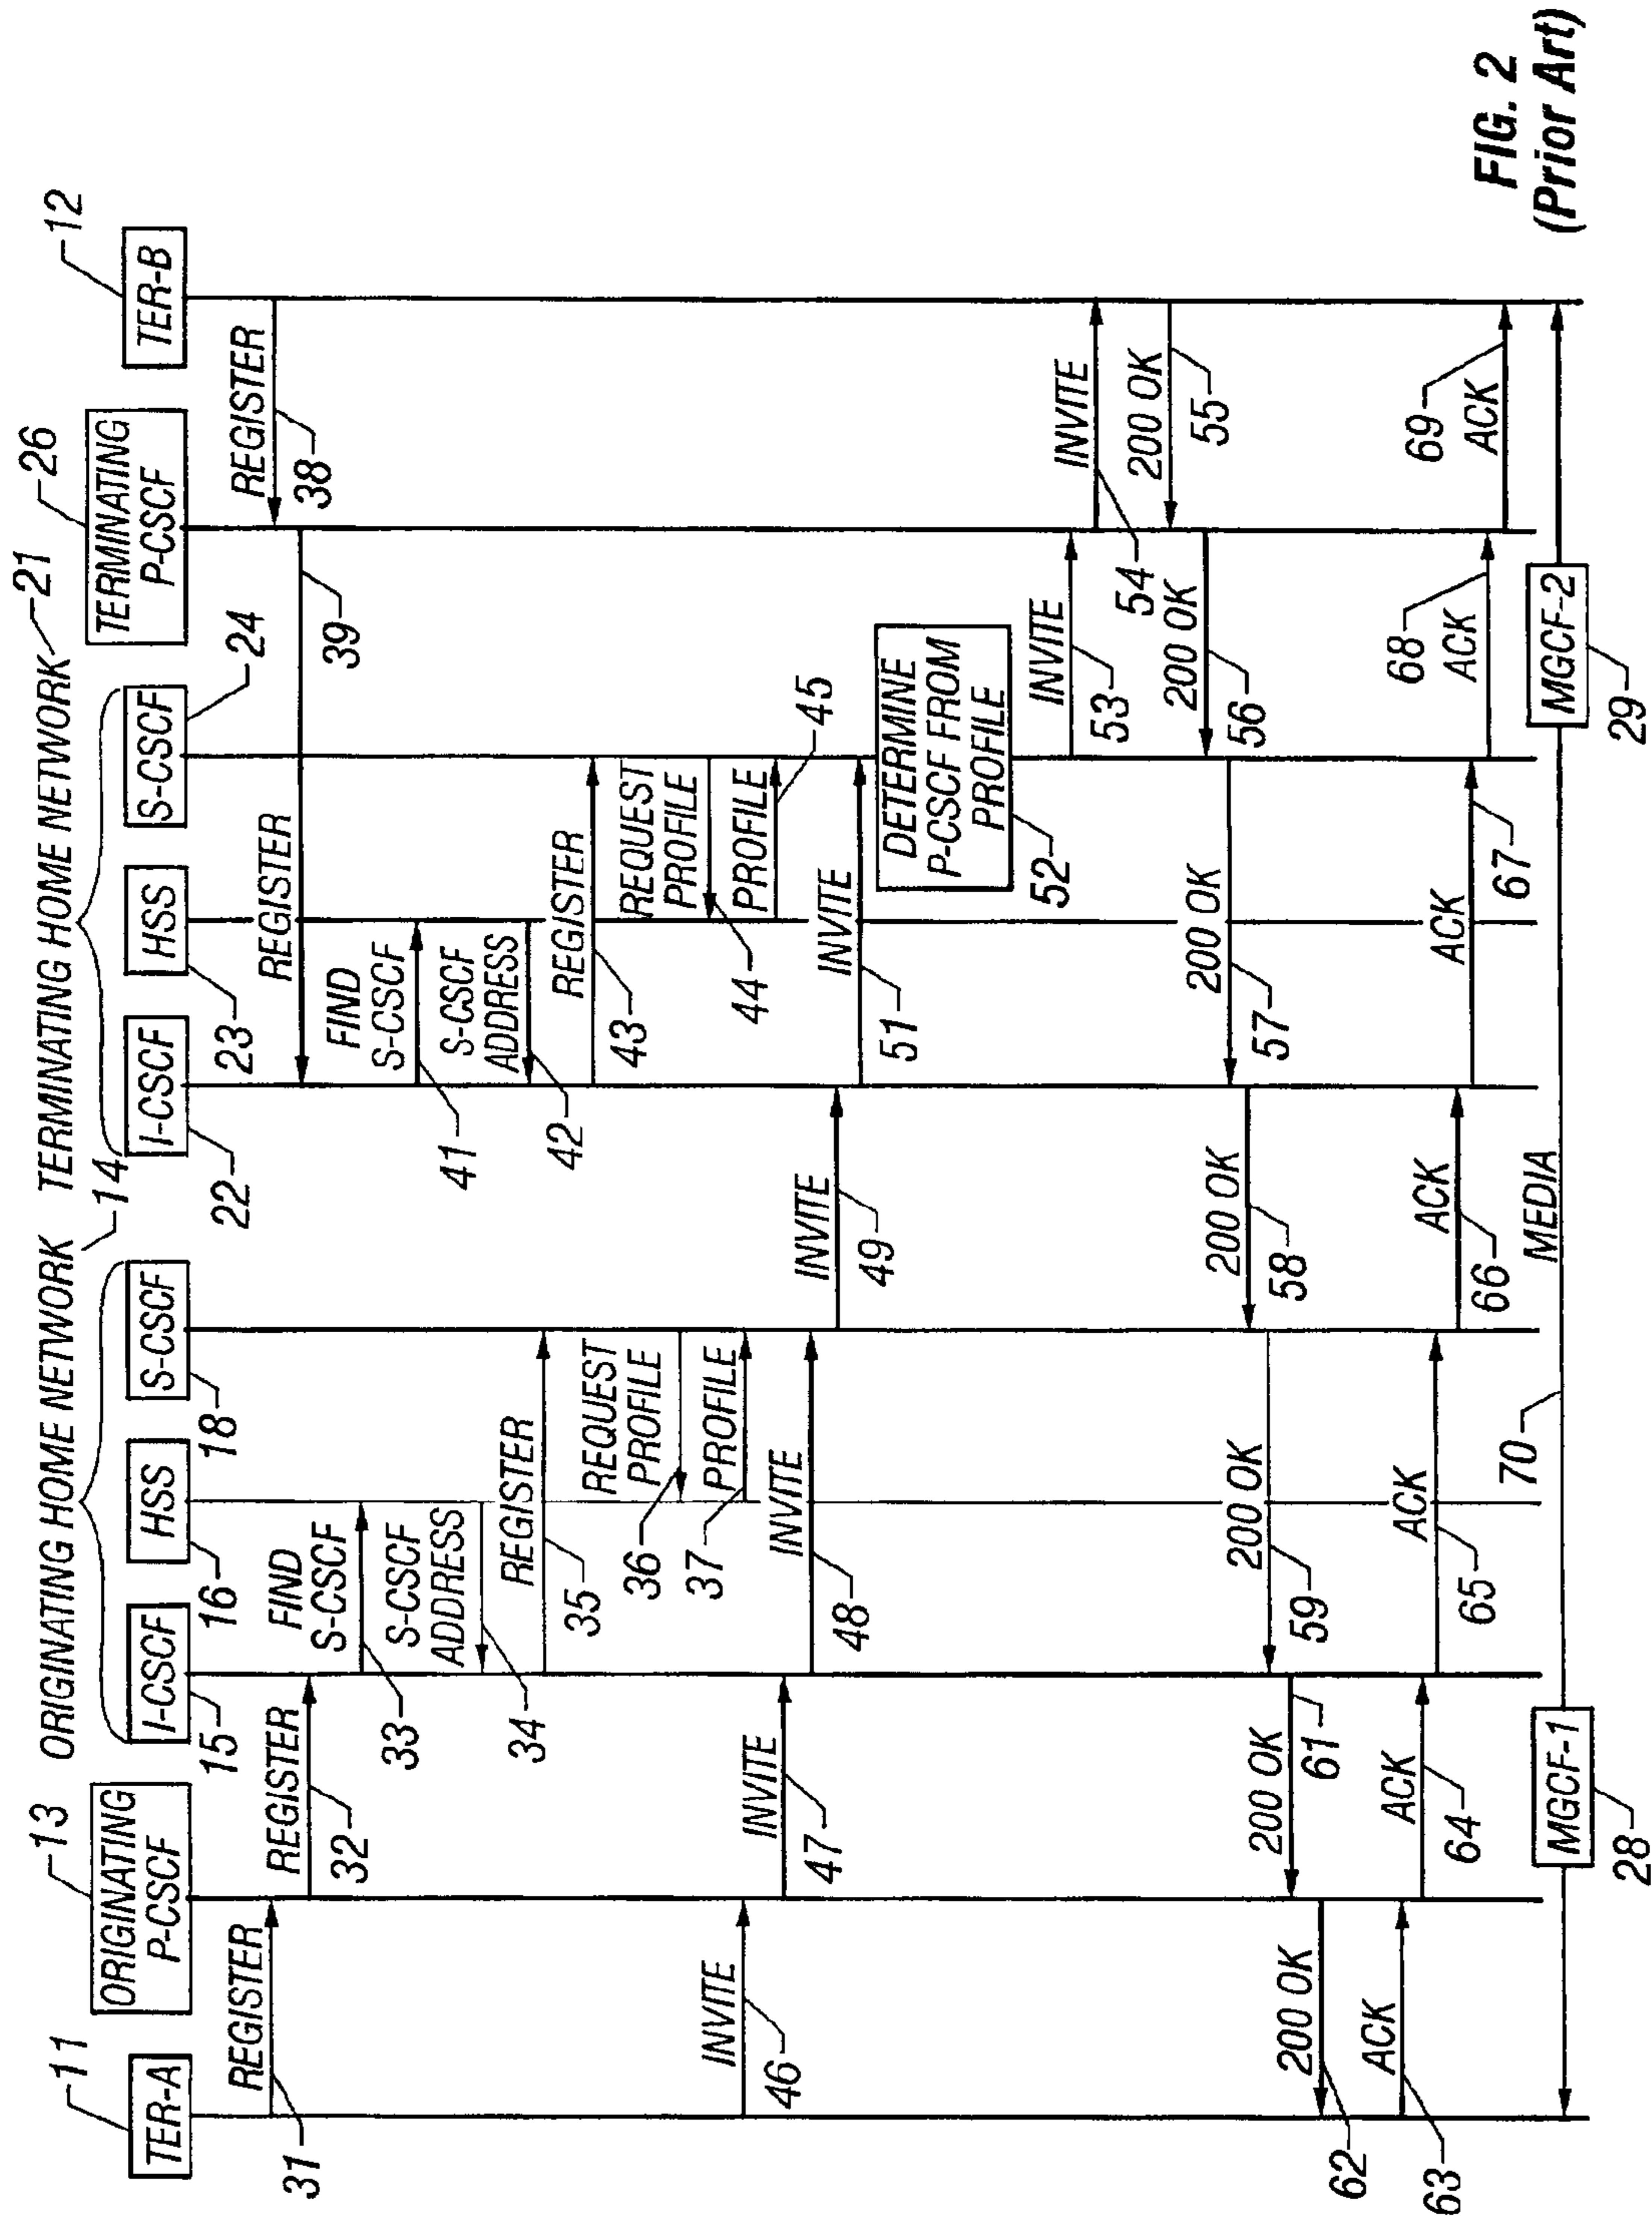 ORIGINATING HOME NETWORK
14
TERMINATING HOME NETWORK
21
11
TER-A
13
ORIGINATING
P-CSCF
I-CSCF
15
HSS
16
S-CSCF
18
I-CSCF
22
HSS
23
S-CSCF
24
TERMINATING
P-CSCF
26
TER-B
12
REGISTER
31
REGISTER
32
FIND
S-CSCF
33
S-CSCF
ADDRESS
34
REGISTER
35
REQUEST
PROFILE
36
PROFILE
37
REGISTER
38
REGISTER
39
FIND
S-CSCF
41
S-CSCF
ADDRESS
42
REGISTER
43
REQUEST
PROFILE
44
PROFILE
45
INVITE
46
INVITE
47
INVITE
48
INVITE
49
INVITE
51
DETERMINE
P-CSCF FROM
PROFILE
52
INVITE
53
INVITE
54
200 OK
55
200 OK
56
200 OK
57
200 OK
58
200 OK
59
200 OK
61
200 OK
62
ACK
63
ACK
64
ACK
65
ACK
66
ACK
67
ACK
68
ACK
69
MGCF-1
28
MEDIA
70
MGCF-2
29
FIG. 2
(Prior Art)